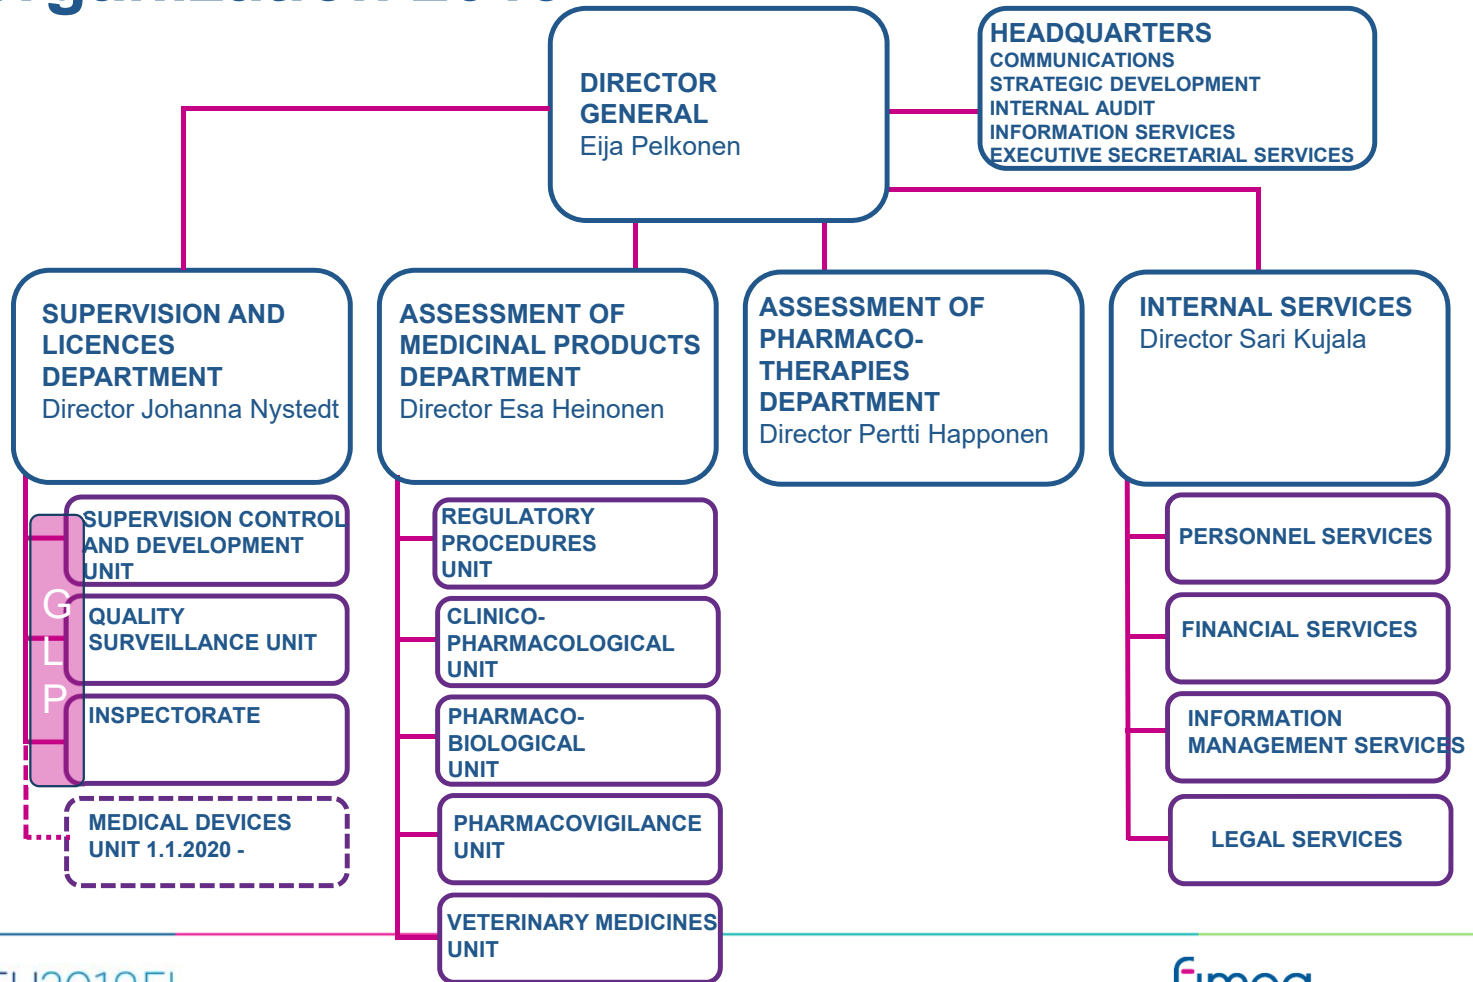 DIRECTOR
GENERAL
Eija Pelkonen
HEADQUARTERS
COMMUNICATIONS
STRATEGIC DEVELOPMENT
INTERNAL AUDIT
INFORMATION SERVICES
EXECUTIVE SECRETARIAL SERVICES
SUPERVISION AND
LICENCES
DEPARTMENT
Director Johanna Nystedt
ASSESSMENT OF
MEDICINAL PRODUCTS
DEPARTMENT
Director Esa Heinonen
ASSESSMENT OF
PHARMACO-
THERAPIES
DEPARTMENT
Director Pertti Happonen
INTERNAL SERVICES
Director Sari Kujala
G
L
P
SUPERVISION CONTROL
AND DEVELOPMENT
UNIT
QUALITY
SURVEILLANCE UNIT
INSPECTORATE
MEDICAL DEVICES
UNIT 1.1.2020 -
REGULATORY
PROCEDURES
UNIT
CLINICO-
PHARMACOLOGICAL
UNIT
PHARMACO-
BIOLOGICAL
UNIT
PHARMACOVIGILANCE
UNIT
VETERINARY MEDICINES
UNIT
PERSONNEL SERVICES
FINANCIAL SERVICES
INFORMATION
MANAGEMENT SERVICES
LEGAL SERVICES
fimea